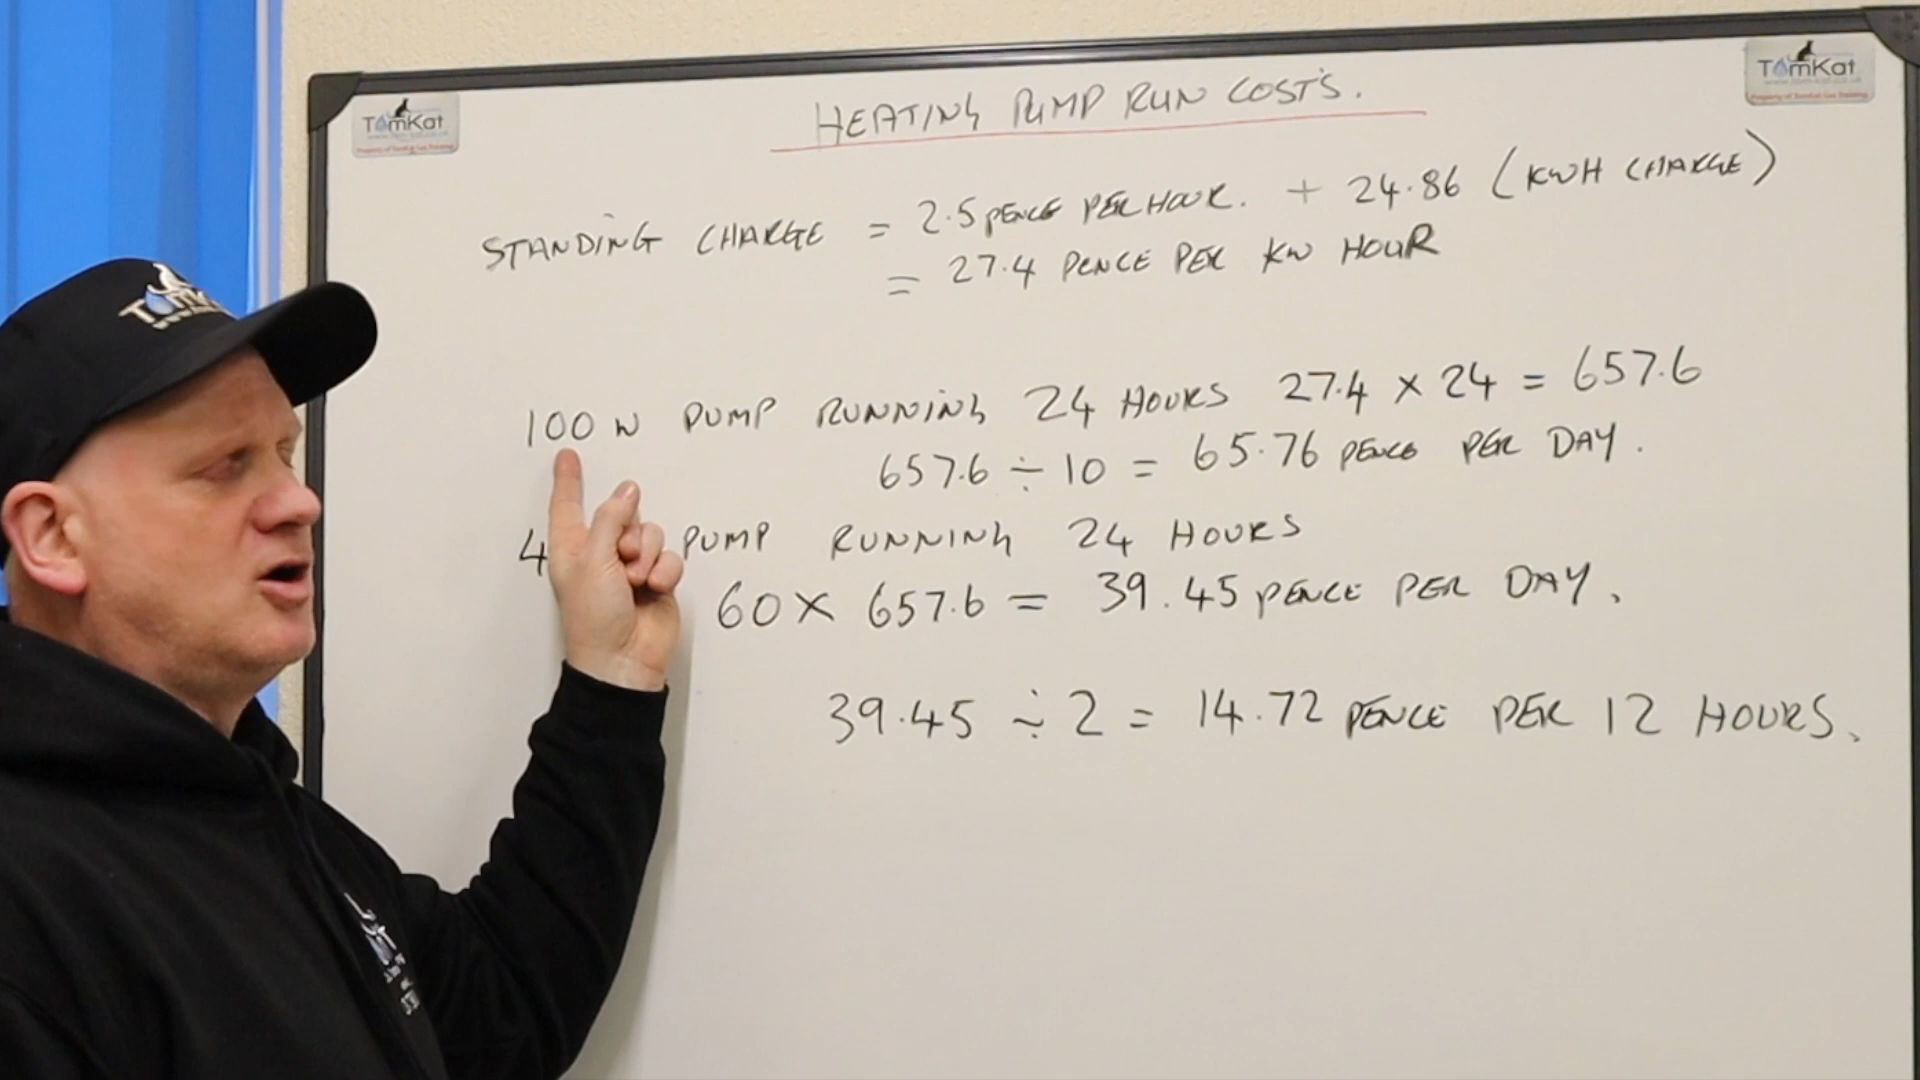 HEATING PUMP RUN COSTS.
TomKat
TomKat
STANDING CHARGE = 2.5 PENCE PER HOUR. + 24.86 (KWH CHARGE)
= 27.4 PENCE PER KW HOUR
100 W PUMP RUNNING 24 HOURS 27.4 × 24 = 657.6
657.6 ÷ 10 = 65.76 PENCE PER DAY.
4 PUMP RUNNING 24 HOURS
60 × 657.6 = 39.45 PENCE PER DAY.
39.45 ÷ 2 = 14.72 PENCE PER 12 HOURS.